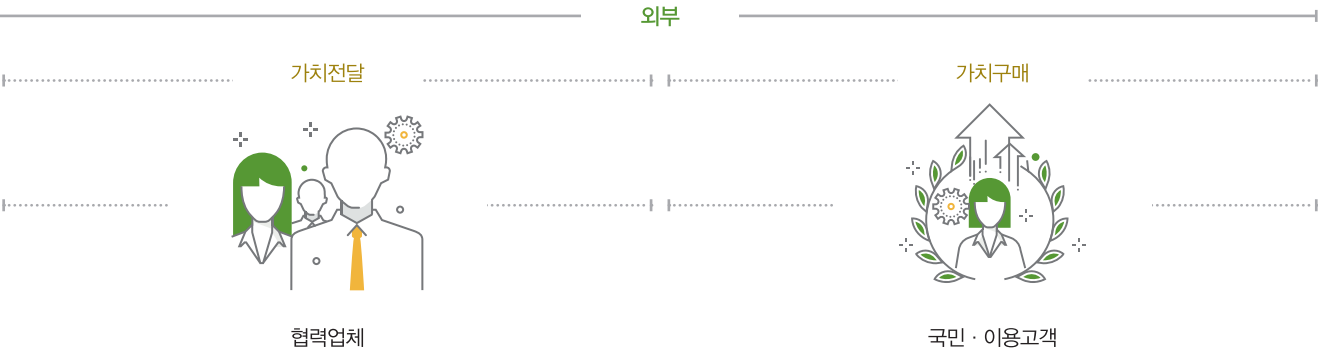 외부
가치전달
가치구매
협력업체
국민 · 이용고객